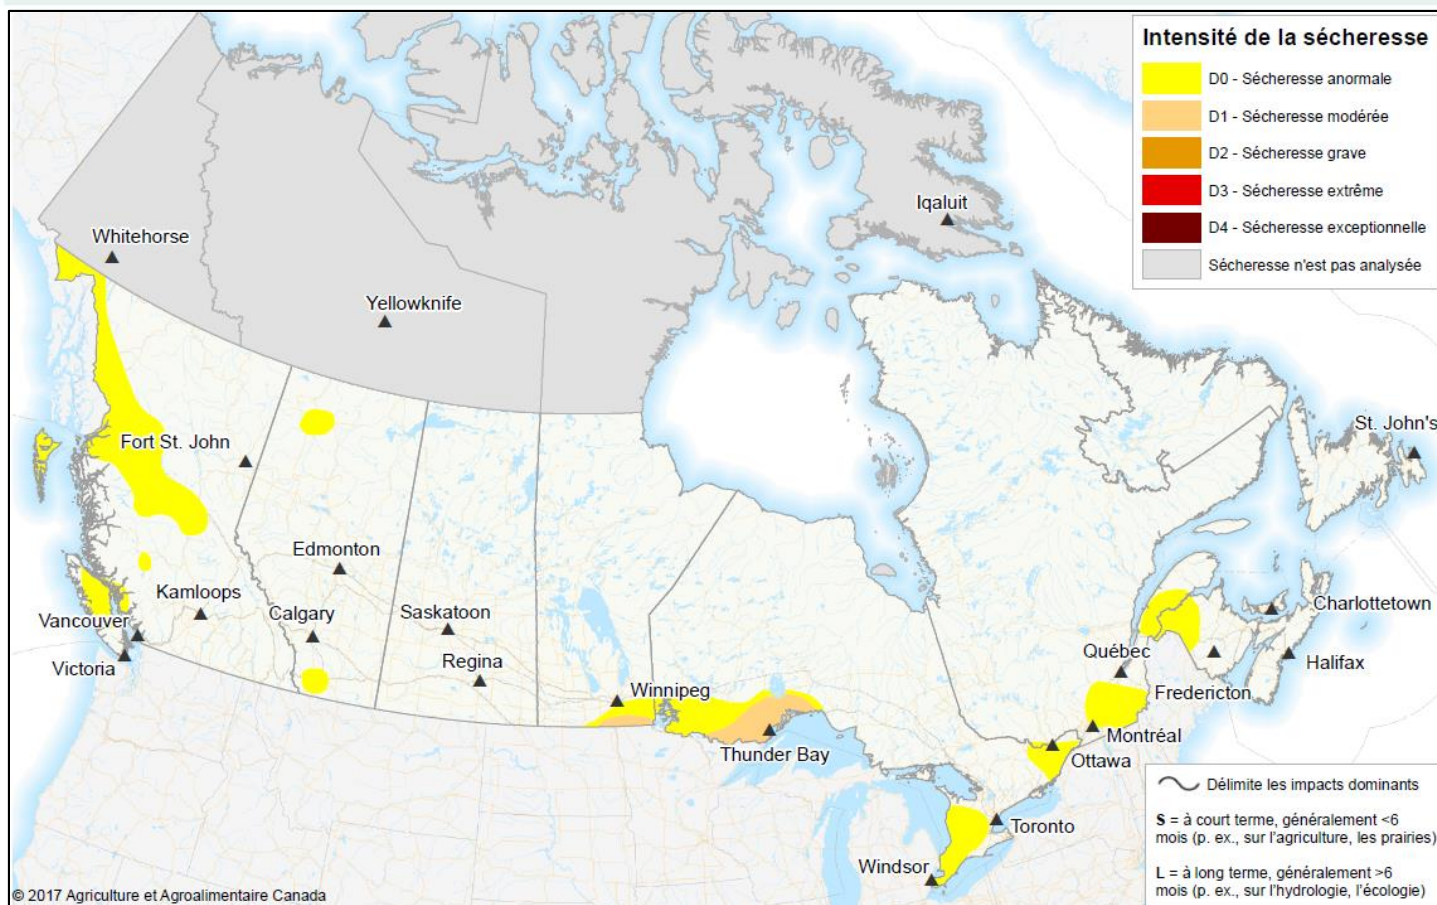 Intensité de la sécheresse
D0 - Sécheresse anormale
D1 - Sécheresse modérée
D2 - Sécheresse grave
D3 - Sécheresse extrême
D4 - Sécheresse exceptionnelle
Sécheresse n'est pas analysée
Iqaluit
Whitehorse
Yellowknife
St. John's
Fort St. John
Edmonton
Kamloops
Calgary
Saskatoon
Vancouver
Victoria
Regina
Winnipeg
Thunder Bay
Charlottetown
Québec
Halifax
Fredericton
Montréal
Ottawa
Toronto
Windsor
Délimite les impacts dominants
S = à court terme, généralement <6
mois (p. ex., sur l'agriculture, les prairies)
L = à long terme, généralement >6
mois (p. ex., sur l'hydrologie, l'écologie)
© 2017 Agriculture et Agroalimentaire Canada